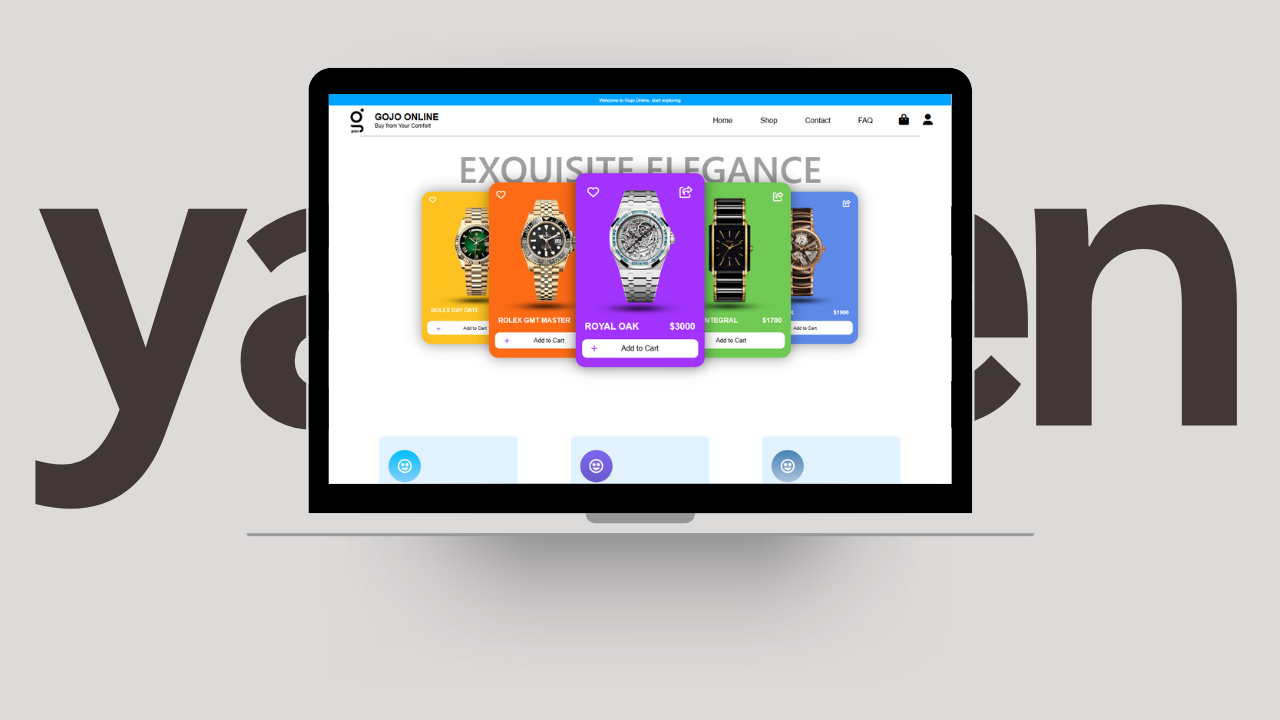 Welcome to Gojo Online. start exploring
GOJO ONLINE
Buy from Your Comfort
Home
Shop
Contact
FAQ
EXQUISITE ELEGANCE
ROLEX DAY DATE
Add to Cart
ROLEX GMT MASTER
Add to Cart
ROYAL OAK
$3000
Add to Cart
NTEGRAL
$1700
Add to Cart
$1900
Add to Cart
ya
en